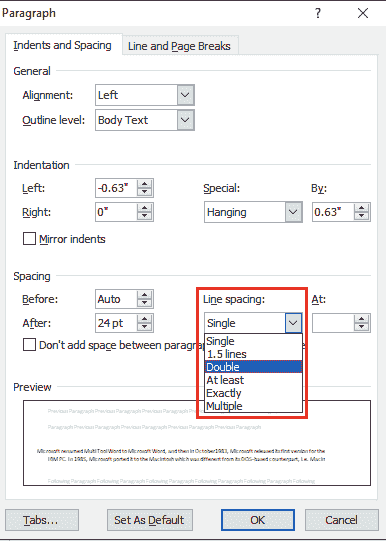 Paragraph ? ×
Indents and Spacing Line and Page Breaks
General
Alignment: Left
Outline level: Body Text
Indentation
Left: -0.63" Special: By:
Right: 0" Hanging 0.63"
Mirror indents
Spacing
Before: Auto Line spacing: At:
After: 24 pt Single
Don't add space between paragra e
Single
1.5 lines
Double
At least
Exactly
Multiple
Preview
Previous Paragraph Previous Paragraph Previous Paragraph Previous Paragraph
Paragraph Previous Paragraph Previous Paragraph Previous Paragraph Previous Paragraph
Microsoft renamed Multi Tool Word to Microsoft Word, and then in October 1983, Microsoft released its first version for the
IBM PC. In 1985, Microsoft ported it to the Macintosh which was different from its DOS-based counterpart, i.e. Macin
Following Paragraph Following Paragraph Following Paragraph Following Paragraph Following
Tabs... Set As Default OK Cancel